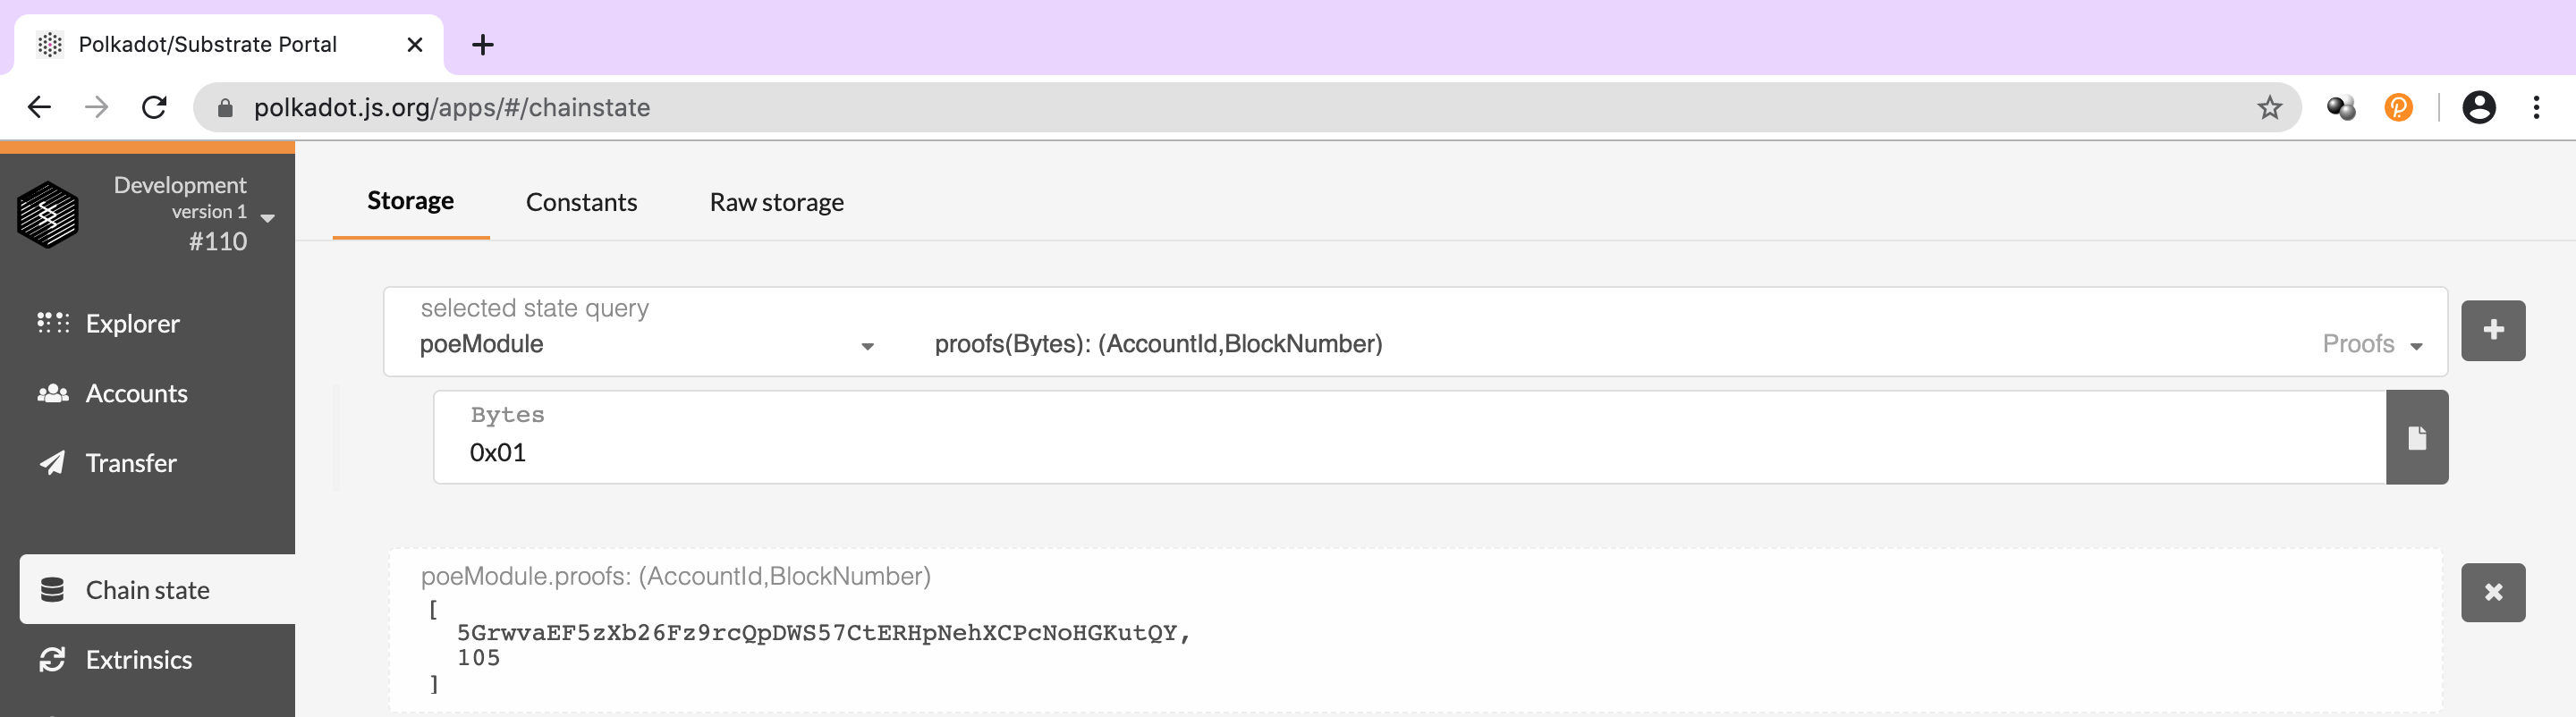 Polkadot/Substrate Portal
polkadot.js.org/apps/#/chainstate
Development
version 1
#110
Explorer
Accounts
Transfer
Chain state
Extrinsics
Storage Constants Raw storage
selected state query
poeModule proofs(Bytes): (AccountId,BlockNumber) Proofs
Bytes
0x01
poeModule.proofs: (AccountId,BlockNumber)
[
5GrwvaEF5zXb26Fz9rcQpDWS57CtERHpNehXCPcNoHGKutQY,
105
]